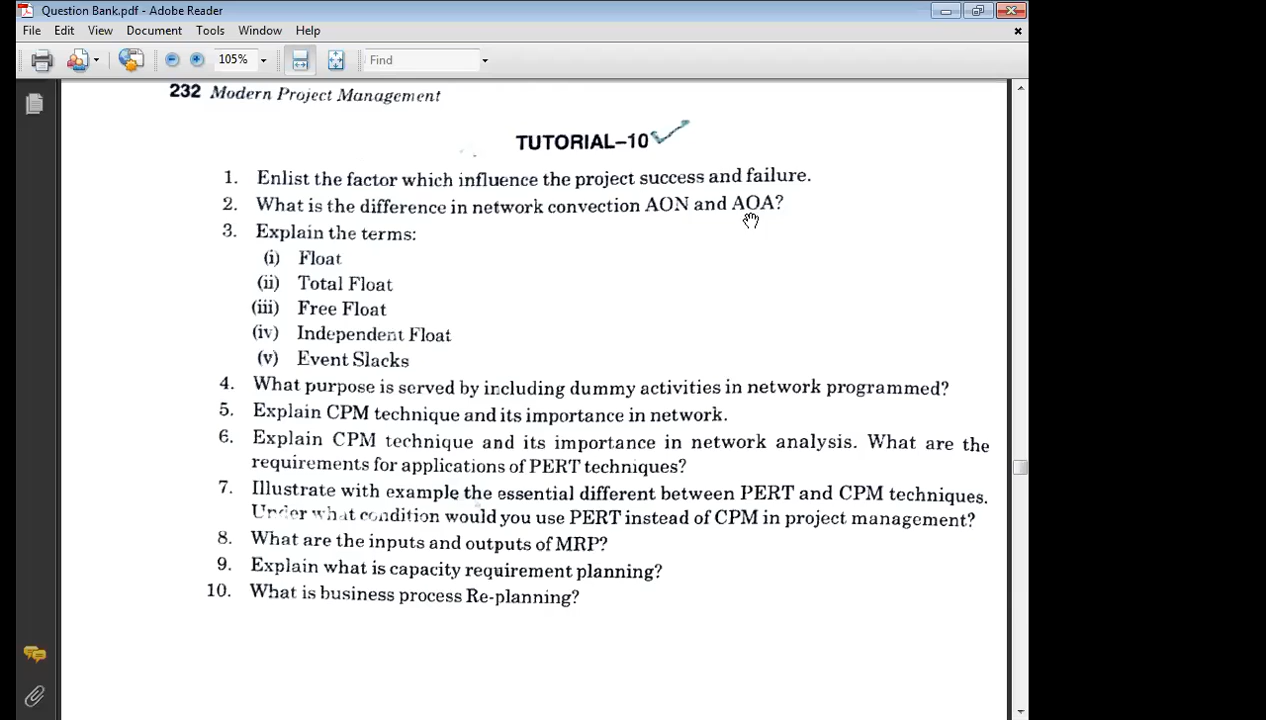 Question Bank.pdf - Adobe Reader
File Edit View Document Tools Window Help
105% Find
232 Modern Project Management
TUTORIAL–10
1. Enlist the factor which influence the project success and failure.
2. What is the difference in network convection AON and AOA?
3. Explain the terms:
(i) Float
(ii) Total Float
(iii) Free Float
(iv) Independent Float
(v) Event Slacks
4. What purpose is served by including dummy activities in network programmed?
5. Explain CPM technique and its importance in network.
6. Explain CPM technique and its importance in network analysis. What are the
requirements for applications of PERT techniques?
7. Illustrate with example the essential different between PERT and CPM techniques.
Under what condition would you use PERT instead of CPM in project management?
8. What are the inputs and outputs of MRP?
9. Explain what is capacity requirement planning?
10. What is business process Re-planning?